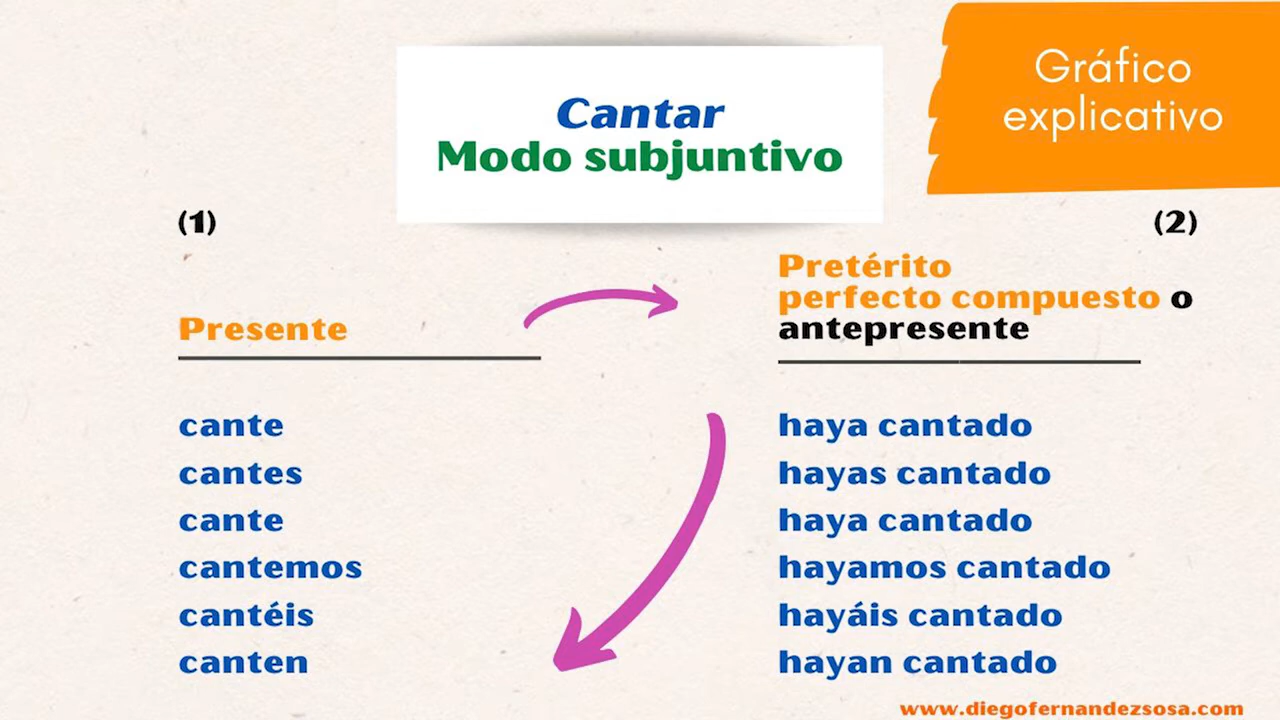 Gráfico
explicativo
Cantar
Modo subjuntivo
(1)
Presente
cante
cantes
cante
cantemos
cantéis
canten
(2)
Pretérito
perfecto compuesto o
antepresente
haya cantado
hayas cantado
haya cantado
hayamos cantado
hayáis cantado
hayan cantado
www.diegofernandezsosa.com